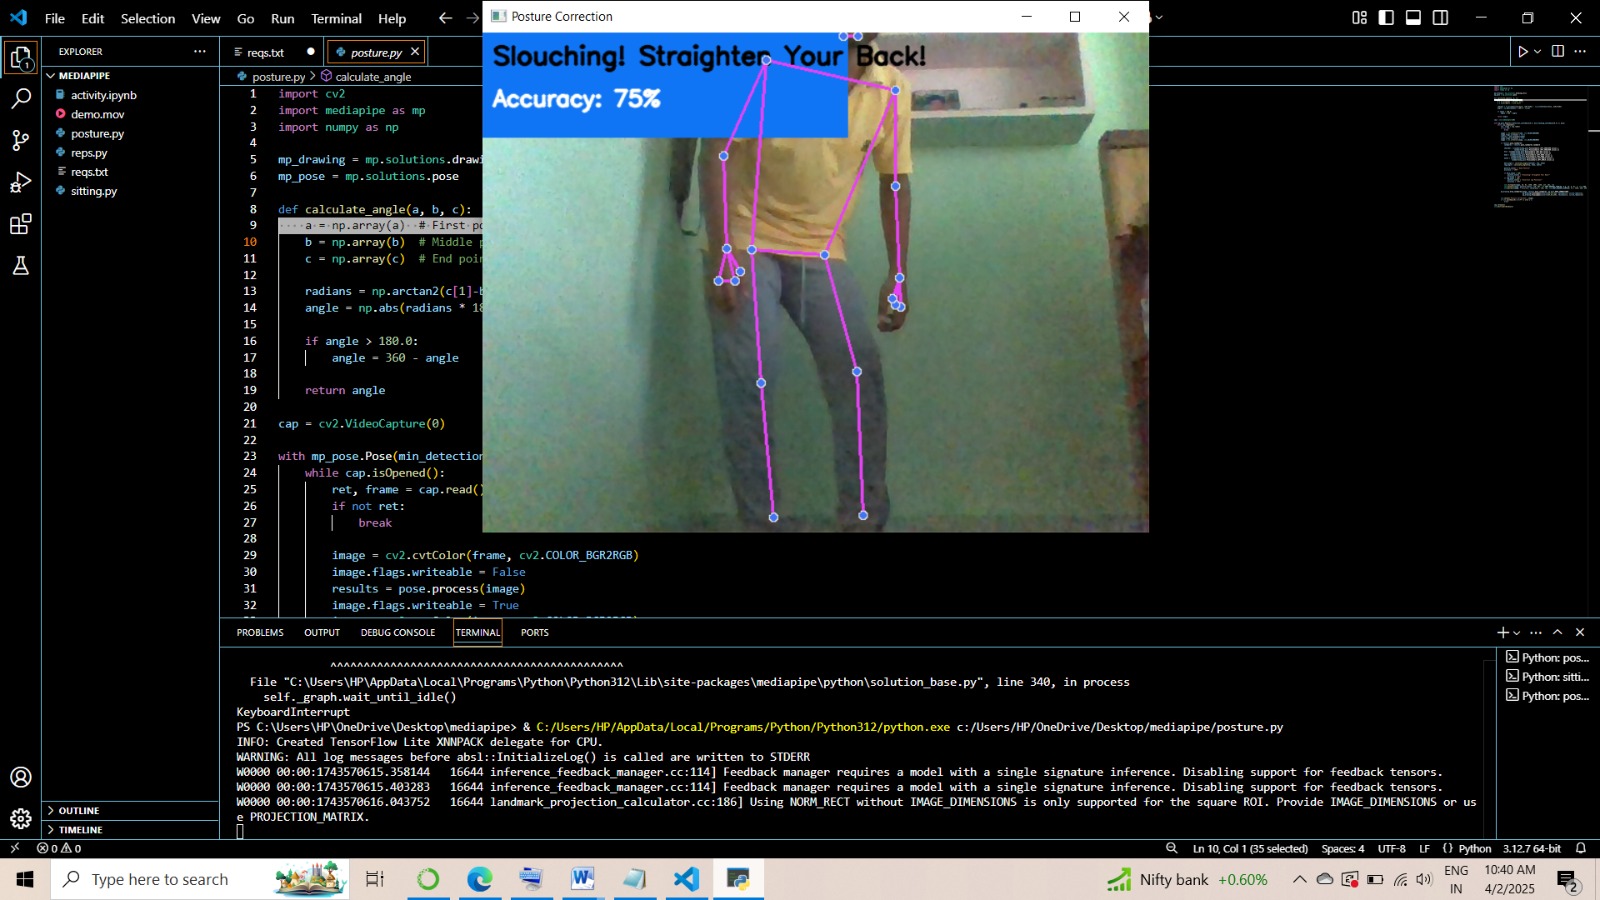 File Edit Selection View Go Run Terminal Help
Posture Correction
EXPLORER
MEDIAPIPE
activity.ipynb
demo.mov
posture.py
reps.py
reqs.txt
sitting.py
OUTLINE
TIMELINE
reqs.txt
posture.py
posture.py > calculate_angle
1 import cv2
2 import mediapipe as mp
3 import numpy as np
4
5 mp_drawing = mp.solutions.drawi
6 mp_pose = mp.solutions.pose
7
8 def calculate_angle(a, b, c):
9 a = np.array(a) # First po
10 b = np.array(b) # Middle p
11 c = np.array(c) # End poin
12
13 radians = np.arctan2(c[1]-b
14 angle = np.abs(radians * 18
15
16 if angle > 180.0:
17 angle = 360 - angle
18
19 return angle
20
21 cap = cv2.VideoCapture(0)
22
23 with mp_pose.Pose(min_detection
24 while cap.isOpened():
25 ret, frame = cap.read()
26 if not ret:
27 break
28
29 image = cv2.cvtColor(frame, cv2.COLOR_BGR2RGB)
30 image.flags.writeable = False
31 results = pose.process(image)
32 image.flags.writeable = True
Slouching! Straighten Your Back!
Accuracy: 75%
PROBLEMS OUTPUT DEBUG CONSOLE TERMINAL PORTS
^^^^^^^^^^^^^^^^^^^^^^^^^^^^^^^^^^^^^^^^^^^
File "C:\Users\HP\AppData\Local\Programs\Python\Python312\Lib\site-packages\mediapipe\python\solution_base.py", line 340, in process
self._graph.wait_until_idle()
KeyboardInterrupt
PS C:\Users\HP\OneDrive\Desktop\mediapipe> & C:/Users/HP/AppData/Local/Programs/Python/Python312/python.exe c:/Users/HP/OneDrive/Desktop/mediapipe/posture.py
INFO: Created TensorFlow Lite XNNPACK delegate for CPU.
WARNING: All log messages before absl::InitializeLog() is called are written to STDERR
W0000 00:00:1743570615.358144 16644 inference_feedback_manager.cc:114] Feedback manager requires a model with a single signature inference. Disabling support for feedback tensors.
W0000 00:00:1743570615.403283 16644 inference_feedback_manager.cc:114] Feedback manager requires a model with a single signature inference. Disabling support for feedback tensors.
W0000 00:00:1743570616.043752 16644 landmark_projection_calculator.cc:186] Using NORM_RECT without IMAGE_DIMENSIONS is only supported for the square ROI. Provide IMAGE_DIMENSIONS or us
e PROJECTION_MATRIX.
Python: pos...
Python: sitti...
Python: pos...
0 0
Ln 10, Col 1 (35 selected) Spaces: 4 UTF-8 LF {} Python 3.12.7 64-bit
Type here to search
Nifty bank +0.60%
ENG
IN
10:40 AM
4/2/2025
2